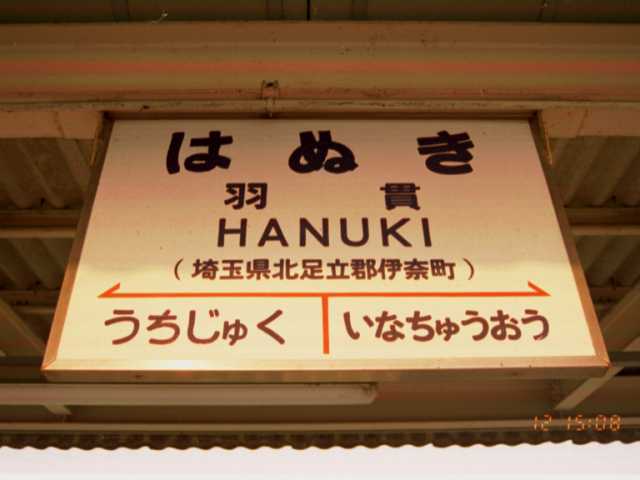 はぬき
羽貫
HANUKI
(埼玉県北足立郡伊奈町)
うちじゅく いなちゅうおう
12 15:08